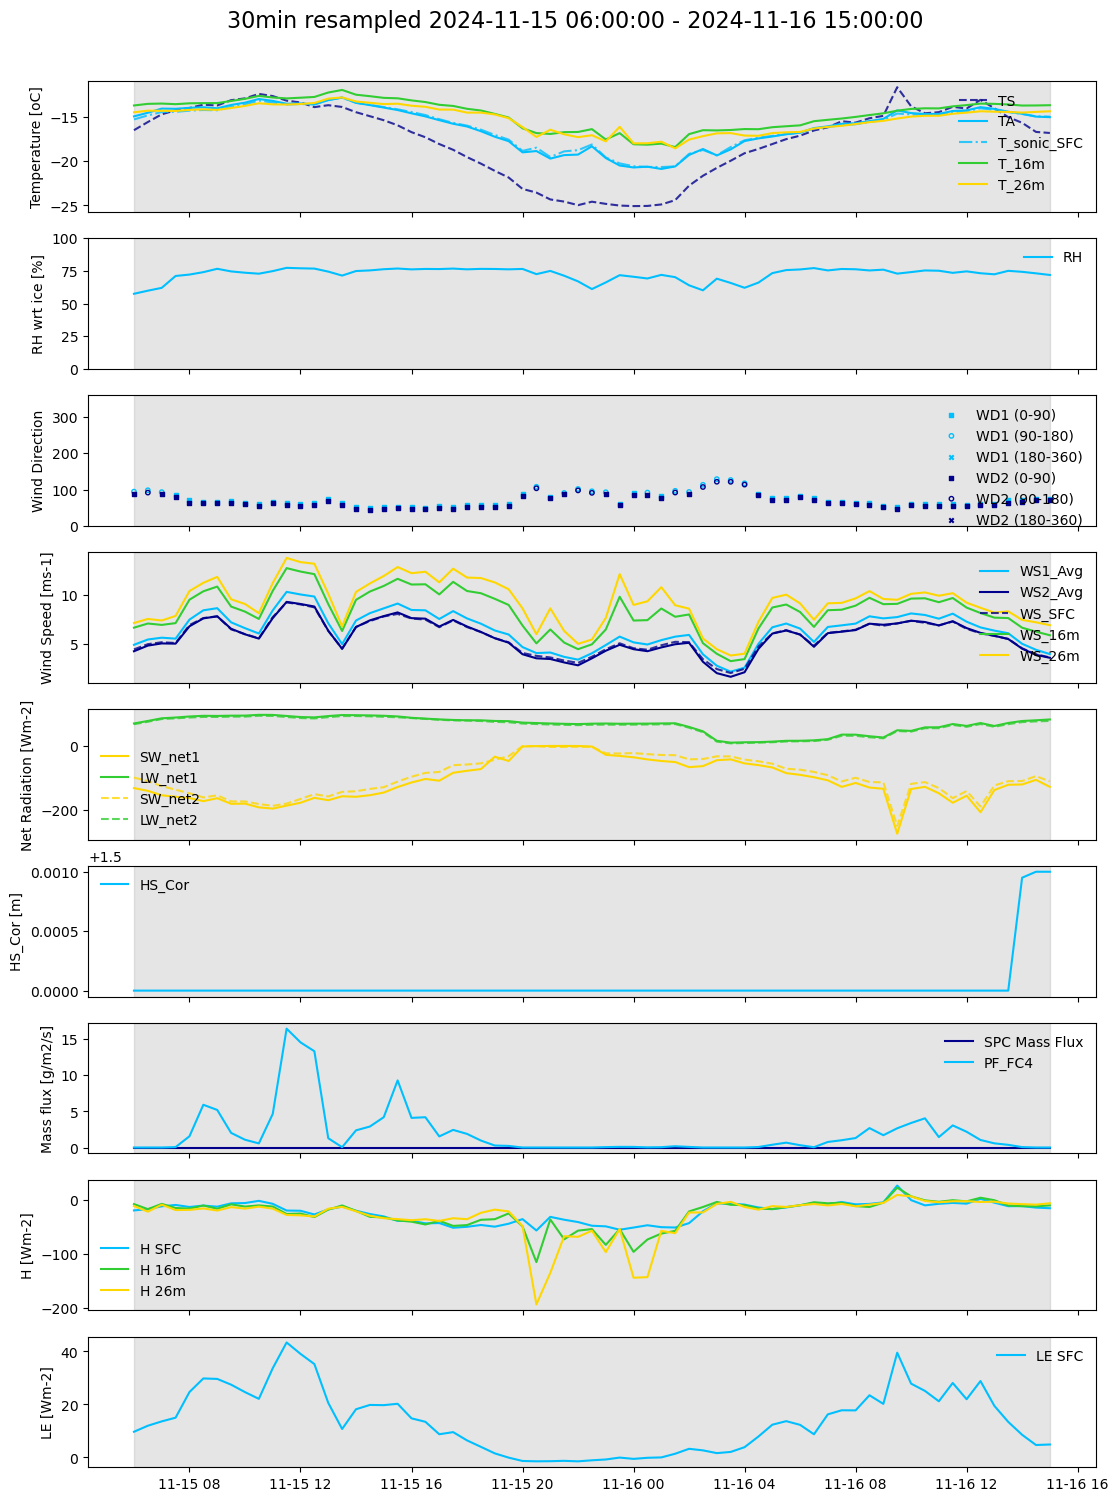 30min resampled 2024-11-15 06:00:00 - 2024-11-16 15:00:00
Temperature [oC]
−15
−20
−25
TS
TA
T_sonic_SFC
T_16m
T_26m
RH wrt ice [%]
100
75
50
25
0
RH
Wind Direction
300
200
100
0
WD1 (0-90)
WD1 (90-180)
WD1 (180-360)
WD2 (0-90)
WD2 (90-180)
WD2 (180-360)
Wind Speed [ms-1]
10
5
WS1_Avg
WS2_Avg
WS_SFC
WS_16m
WS_26m
Net Radiation [Wm-2]
0
−200
SW_net1
LW_net1
SW_net2
LW_net2
+1.5
HS_Cor [m]
0.0010
0.0005
0.0000
HS_Cor
Mass flux [g/m2/s]
15
10
5
0
SPC Mass Flux
PF_FC4
H [Wm-2]
0
−100
−200
H SFC
H 16m
H 26m
LE [Wm-2]
40
20
0
LE SFC
11-15 08 11-15 12 11-15 16 11-15 20 11-16 00 11-16 04 11-16 08 11-16 12 11-16 16